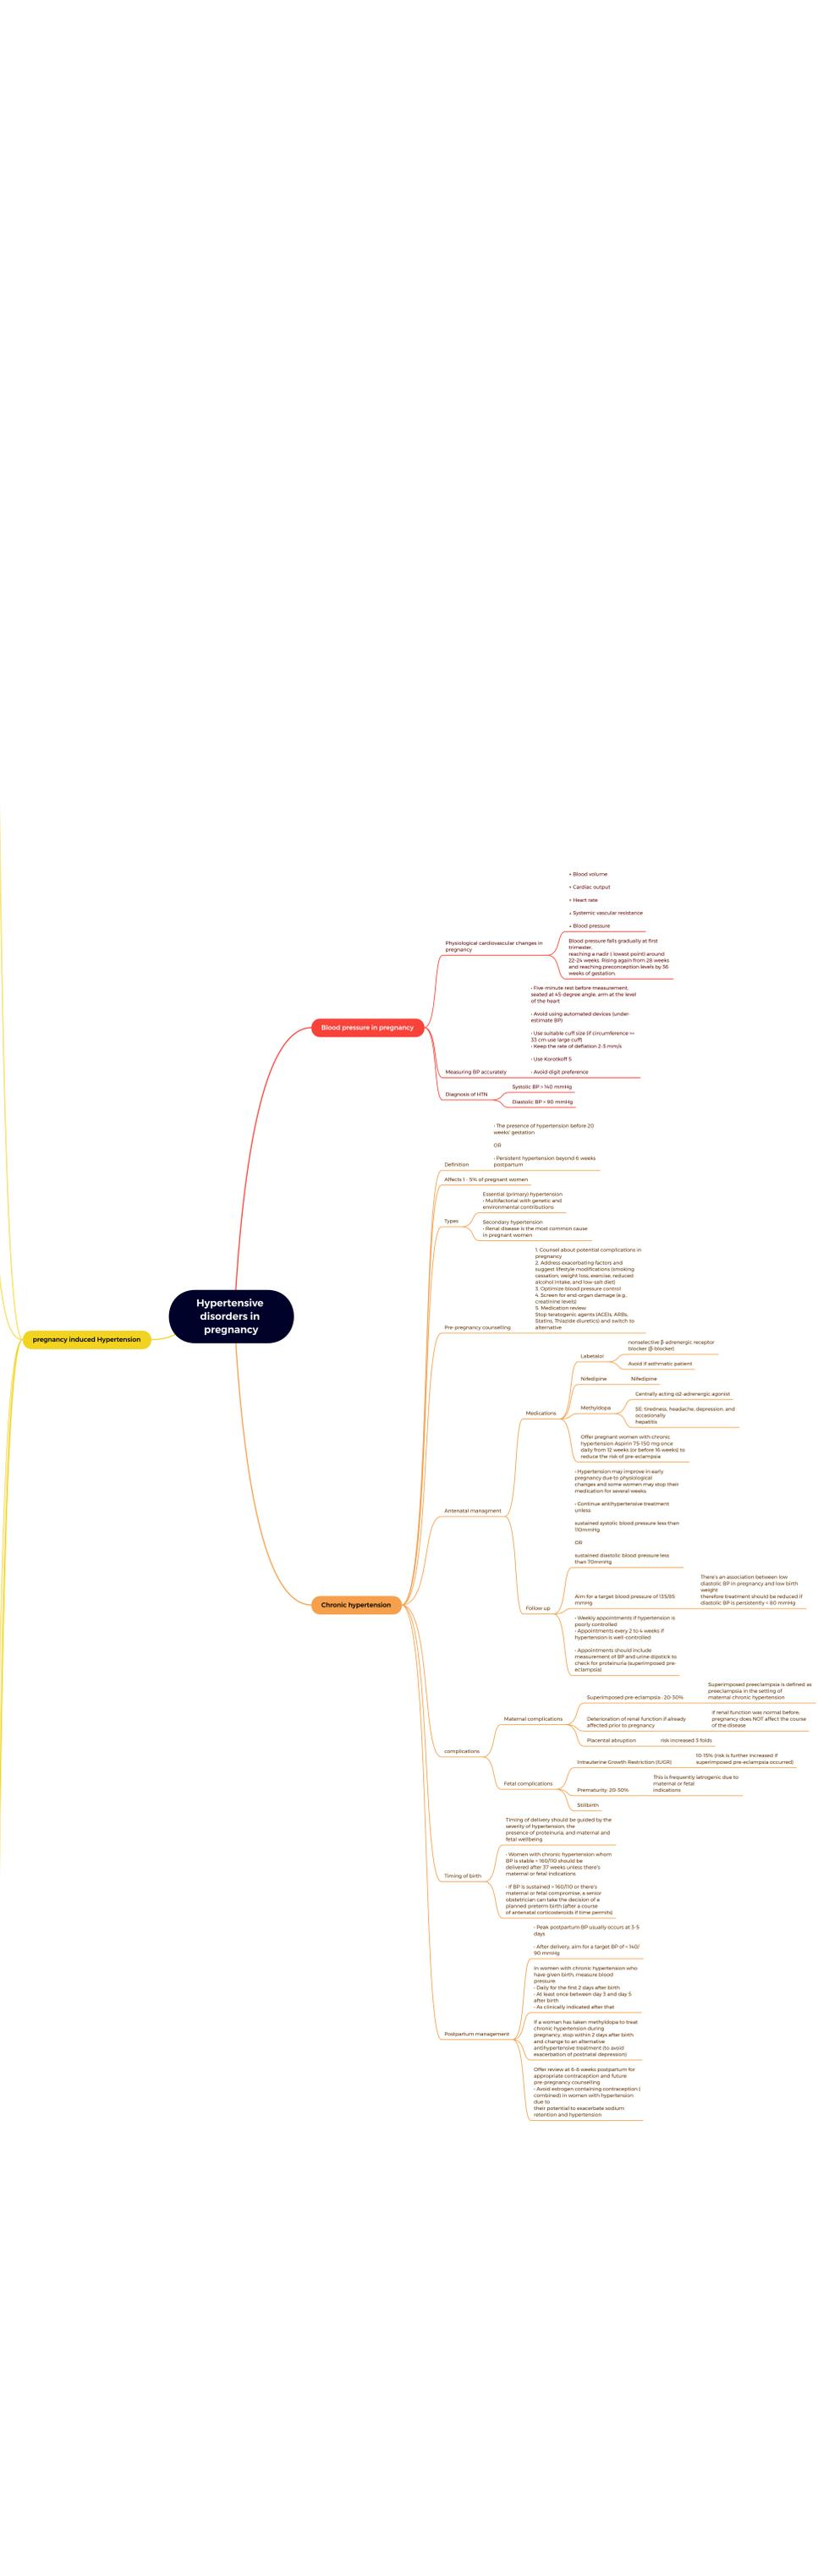 Blood volume
Cardiac output
Heart rate
Systemic vascular resistance
Blood pressure
Physiological cardiovascular changes in
pregnancy
Blood pressure falls gradually at first
trimester,
reaching a nadir ( lowest point) around
22-24 weeks. Rising again from 28 weeks
and reaching preconception levels by 36
weeks of gestation.
Blood pressure in pregnancy
• Five-minute rest before measurement,
seated at 45 degree angle, arm at the level
of the heart
• Avoid using automated devices (under-
estimate BP)
• Use suitable cuff size (if circumference >=
33 cm use large cuff)
• Keep the rate of deflation 2-3 mm/s
• Use Korotkoff 5
• Avoid digit preference
Measuring BP accurately
Diagnosis of HTN
Systolic BP > 140 mmHg
Diastolic BP > 90 mmHg
Hypertensive
disorders in
pregnancy
pregnancy induced Hypertension
Chronic hypertension
• The presence of hypertension before 20
weeks' gestation
OR
• Persistent hypertension beyond 6 weeks
postpartum
Definition
Affects 1 - 5% of pregnant women
Types
Essential (primary) hypertension
• Multifactorial with genetic and
environmental contributions
Secondary hypertension
• Renal disease is the most common cause
in pregnant women
Pre-pregnancy counselling
1. Counsel about potential complications in
pregnancy
2. Address exacerbating factors and
suggest lifestyle modifications (smoking
cessation, weight loss, exercise, reduced
alcohol intake, and low-salt diet)
3. Optimize blood pressure control
4. Screen for end-organ damage (e.g.,
creatinine levels)
5. Medication review
Stop teratogenic agents (ACEIs, ARBs,
Statins, Thiazide diuretics) and switch to
alternative
Antenatal managment
Medications
Labetalol
nonselective β adrenergic receptor
blocker (β-blocker)
Avoid if asthmatic patient
Nifedipine
Nifedipine
Methyldopa
Centrally acting α2-adrenergic agonist
SE: tiredness, headache, depression, and
occasionally
hepatitis
Offer pregnant women with chronic
hypertension Aspirin 75-150 mg once
daily from 12 weeks (or before 16 weeks) to
reduce the risk of pre-eclampsia
Follow up
• Hypertension may improve in early
pregnancy due to physiological
changes and some women may stop their
medication for several weeks.
• Continue antihypertensive treatment
unless:
sustained systolic blood pressure less than
110mmHg
OR
sustained diastolic blood pressure less
than 70mmHg
Aim for a target blood pressure of 135/85
mmHg
There's an association between low
diastolic BP in pregnancy and low birth
weight
therefore treatment should be reduced if
diastolic BP is persistently < 80 mmHg
• Weekly appointments if hypertension is
poorly controlled
• Appointments every 2 to 4 weeks if
hypertension is well-controlled
• Appointments should include
measurement of BP and urine dipstick to
check for proteinuria (superimposed pre-
eclampsia)
complications
Maternal complications
Superimposed pre-eclampsia: 20-30%
Superimposed preeclampsia is defined as
preeclampsia in the setting of
maternal chronic hypertension
Deterioration of renal function if already
affected prior to pregnancy
if renal function was normal before,
pregnancy does NOT affect the course
of the disease
Placental abruption
risk increased 3 folds
Fetal complications
Intrauterine Growth Restriction (IUGR)
10-15% (risk is further increased if
superimposed pre-eclampsia occurred)
Prematurity: 20-30%
This is frequently iatrogenic due to
maternal or fetal
indications
Stillbirth
Timing of birth
Timing of delivery should be guided by the
severity of hypertension, the
presence of proteinuria, and maternal and
fetal wellbeing
• Women with chronic hypertension whom
BP is stable < 160/110 should be
delivered after 37 weeks unless there's
maternal or fetal indications
• If BP is sustained > 160/110 or there's
maternal or fetal compromise, a senior
obstetrician can take the decision of a
planned preterm birth (after a course
of antenatal corticosteroids if time permits)
Postpartum management
• Peak postpartum BP usually occurs at 3-5
days
• After delivery, aim for a target BP of < 140/
90 mmHg
In women with chronic hypertension who
have given birth, measure blood
pressure:
• Daily for the first 2 days after birth
• At least once between day 3 and day 5
after birth
• As clinically indicated after that
If a woman has taken methyldopa to treat
chronic hypertension during
pregnancy, stop within 2 days after birth
and change to an alternative
antihypertensive treatment (to avoid
exacerbation of postnatal depression)
Offer review at 6-8 weeks postpartum for
appropriate contraception and future
pre-pregnancy counselling
• Avoid estrogen containing contraception (
combined) in women with hypertension
due to
their potential to exacerbate sodium
retention and hypertension